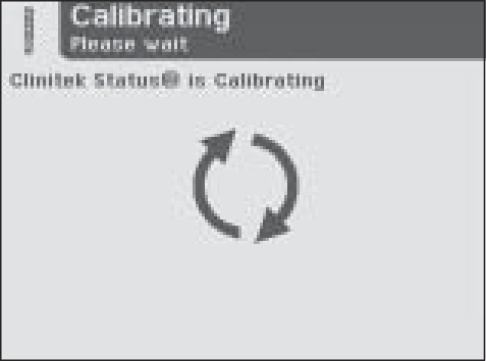 Calibrating
Please wait
Clinitek Status® is Calibrating